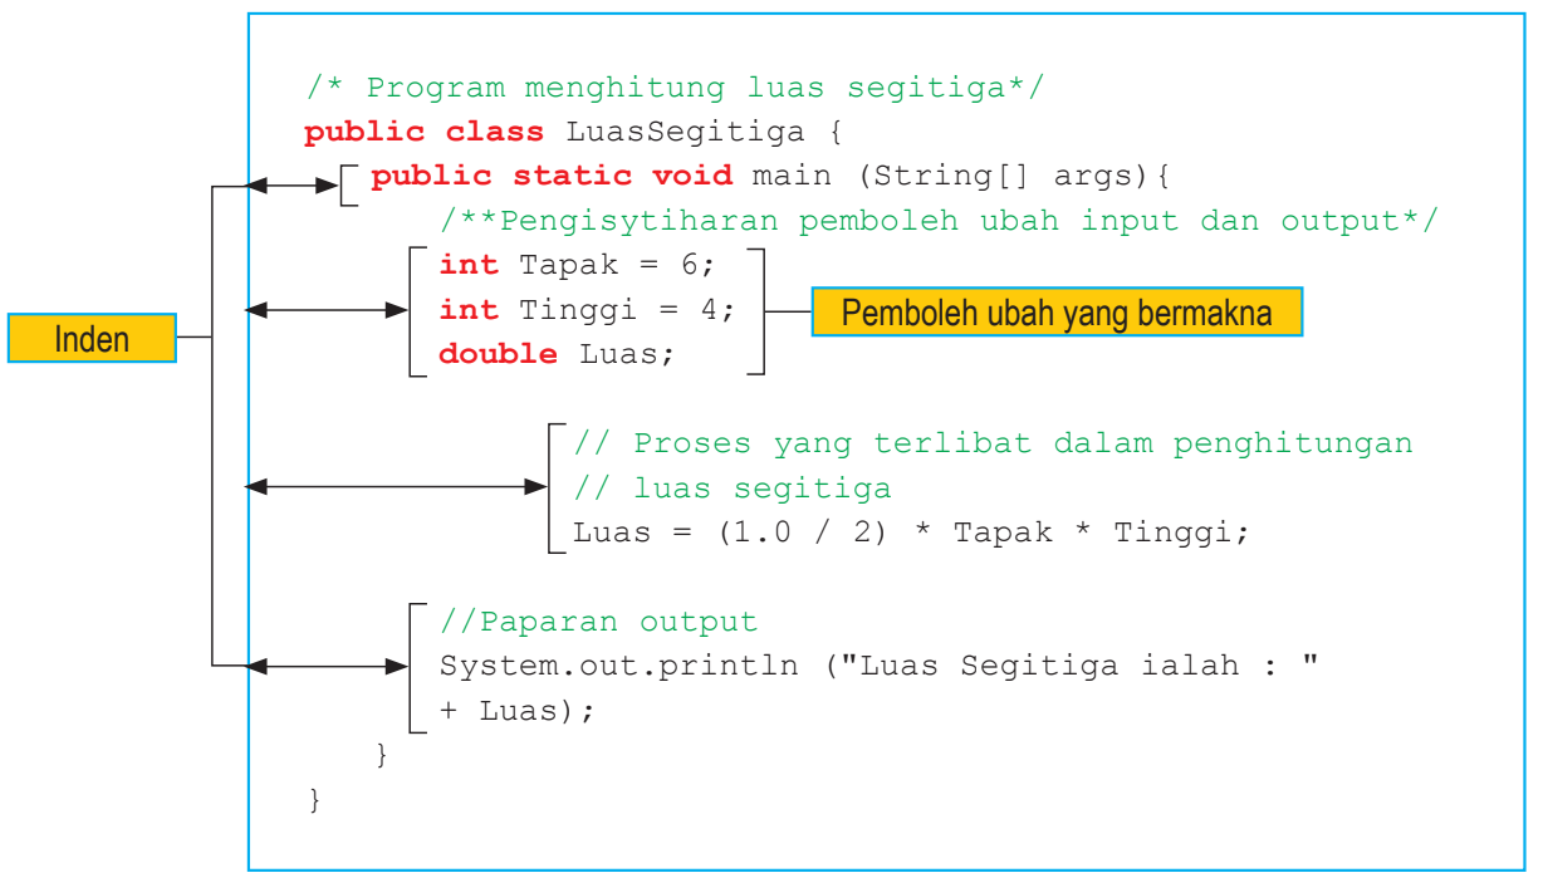 /* Program menghitung luas segitiga*/
public class LuasSegitiga {
public static void main (String[] args){
/**Pengisytiharan pemboleh ubah input dan output*/
int Tapak = 6;
int Tinggi = 4;
double Luas;
Pemboleh ubah yang bermakna
Inden
// Proses yang terlibat dalam penghitungan
// luas segitiga
Luas = (1.0 / 2) * Tapak * Tinggi;
//Paparan output
System.out.println ("Luas Segitiga ialah : "
+ Luas);
}
}